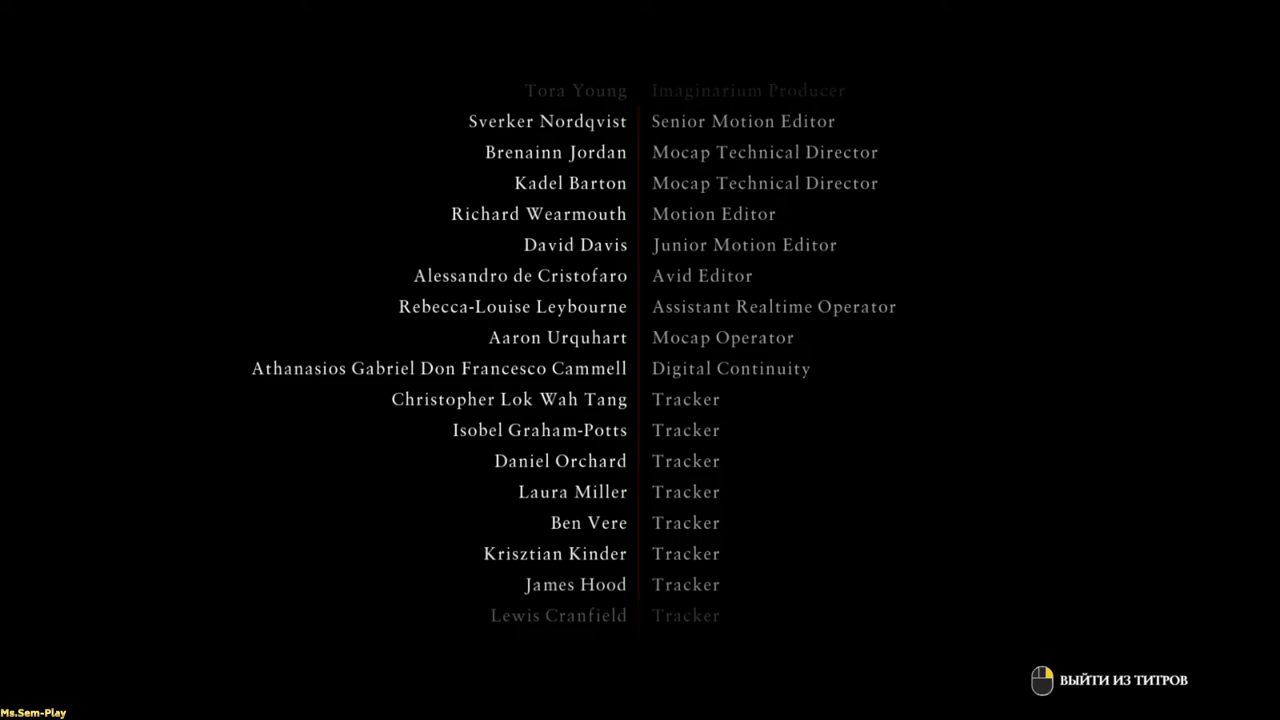 Tora Young Imaginarium Producer
Sverker Nordqvist Senior Motion Editor
Brenainn Jordan Mocap Technical Director
Kadel Barton Mocap Technical Director
Richard Wearmouth Motion Editor
David Davis Junior Motion Editor
Alessandro de Cristofaro Avid Editor
Rebecca-Louise Leybourne Assistant Realtime Operator
Aaron Urquhart Mocap Operator
Athanasios Gabriel Don Francesco Cammell Digital Continuity
Christopher Lok Wah Tang Tracker
Isobel Graham-Potts Tracker
Daniel Orchard Tracker
Laura Miller Tracker
Ben Vere Tracker
Krisztian Kinder Tracker
James Hood Tracker
Lewis Cranfield Tracker
ВЫЙТИ ИЗ ТИТРОВ
Ms.Sem-Play